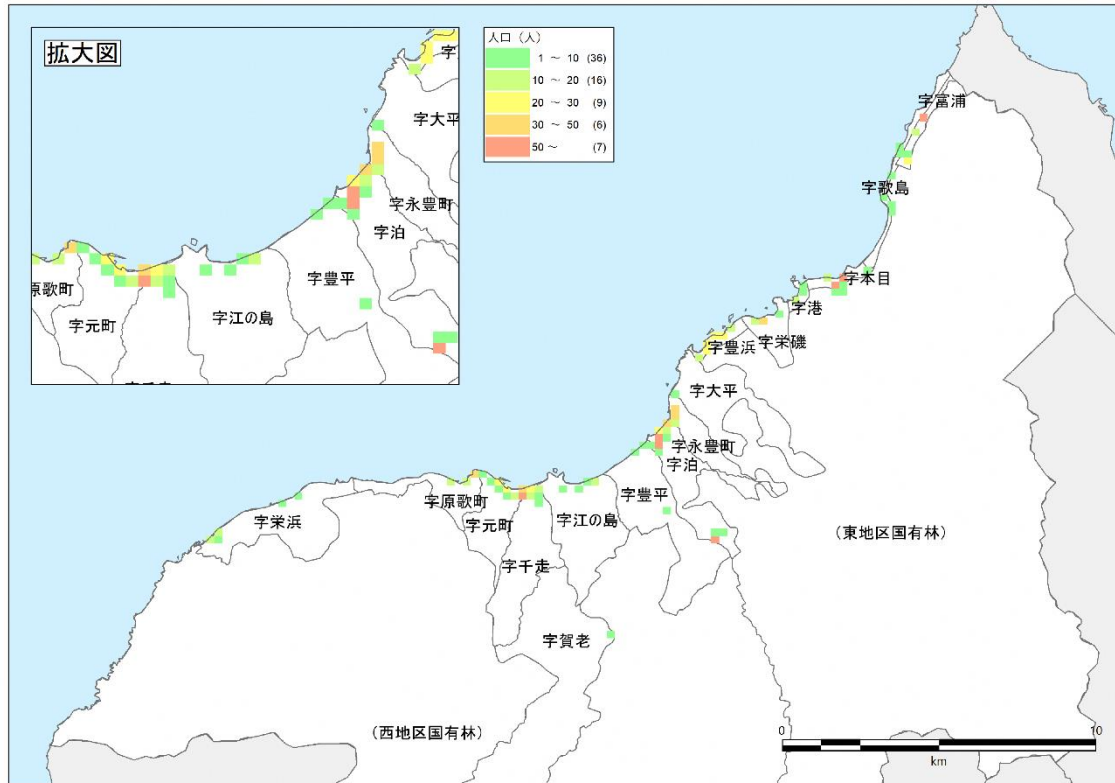 拡大図
字大平
字永豊町
字泊
字豊平
原歌町
字元町
字江の島
人口（人）
1 ～ 10 (36)
10 ～ 20 (16)
20 ～ 30 (9)
30 ～ 50 (6)
50 ～ (7)
字富浦
字歌島
字本目
字港
字栄磯
字豊浜
字大平
字永豊町
字泊
字豊平
字江の島
字原歌町
字元町
字千走
字栄浜
字賀老
（東地区国有林）
（西地区国有林）
0 10
km